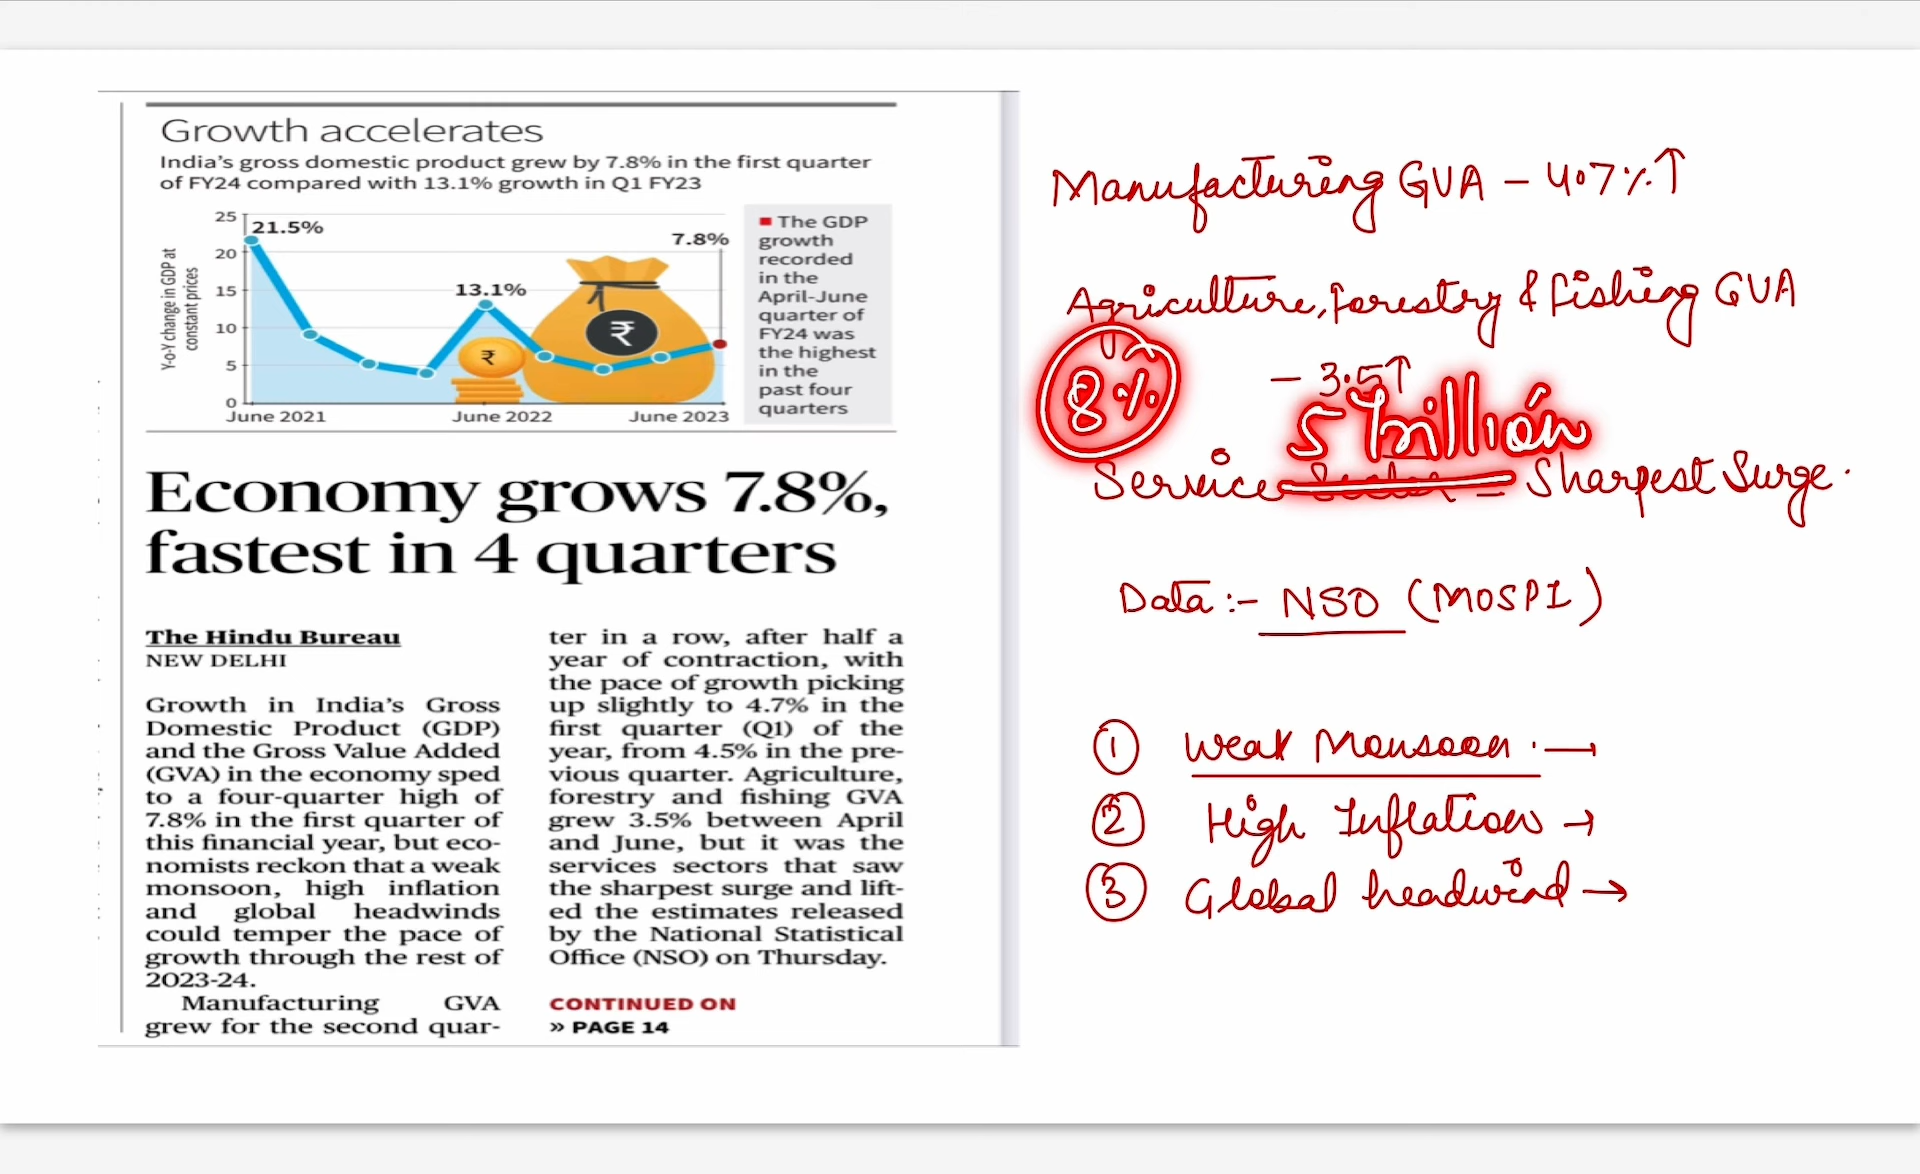 Growth accelerates
India's gross domestic product grew by 7.8% in the first quarter
of FY24 compared with 13.1% growth in Q1 FY23
Y-o-Y change in GDP at
constant prices
25
20
15
10
5
0
21.5%
13.1%
7.8%
₹
₹
June 2021
June 2022
June 2023
The GDP
growth
recorded
in the
April-June
quarter of
FY24 was
the highest
in the
past four
quarters
Economy grows 7.8%,
fastest in 4 quarters
The Hindu Bureau
NEW DELHI
Growth in India's Gross
Domestic Product (GDP)
and the Gross Value Added
(GVA) in the economy sped
to a four-quarter high of
7.8% in the first quarter of
this financial year, but eco-
nomists reckon that a weak
monsoon, high inflation
and global headwinds
could temper the pace of
growth through the rest of
2023-24.
Manufacturing GVA
grew for the second quar-
ter in a row, after half a
year of contraction, with
the pace of growth picking
up slightly to 4.7% in the
first quarter (Q1) of the
year, from 4.5% in the pre-
vious quarter. Agriculture,
forestry and fishing GVA
grew 3.5% between April
and June, but it was the
services sectors that saw
the sharpest surge and lift-
ed the estimates released
by the National Statistical
Office (NSO) on Thursday.
CONTINUED ON
» PAGE 14
Manufacturing GVA – 4.7% ↑
Agriculture, forestry & fishing GVA
– 3.5 ↑
8%
5 Trillion
Service Sector – Sharpest Surge.
Data :- NSO (MOSPI)
① Weak Monsoon. →
② High Inflation →
③ Global headwind →